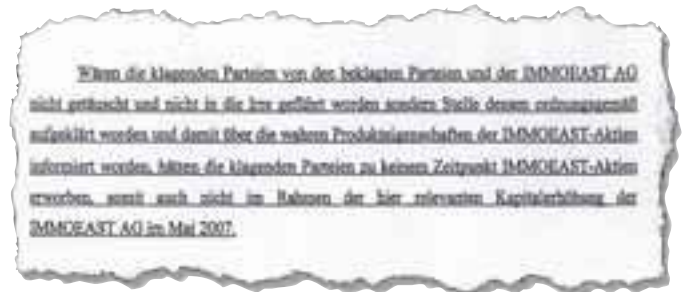 Wären die klagenden Parteien von den beklagten Parteien und der IMMOEAST AG
nicht getäuscht und nicht in die Irre geführt worden sondern Stelle dessen ordnungsgemäß
aufgeklärt worden und damit über die wahren Produkteigenschaften der IMMOEAST-Aktien
informiert worden, hätten die klagenden Parteien zu keinem Zeitpunkt IMMOEAST-Aktien
erworben, somit auch nicht im Rahmen der hier relevanten Kapitalerhöhung der
IMMOEAST AG im Mai 2007.